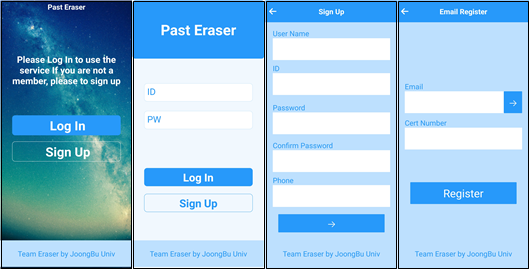 Past Eraser
Please Log In to use the
service If you are not a
member, please to sign up
Log In
Sign Up
Team Eraser by JoongBu Univ
Past Eraser
ID
PW
Log In
Sign Up
Team Eraser by JoongBu Univ
Sign Up
User Name
ID
Password
Confirm Password
Phone
Team Eraser by JoongBu Univ
Email Register
Email
Cert Number
Register
Team Eraser by JoongBu Univ